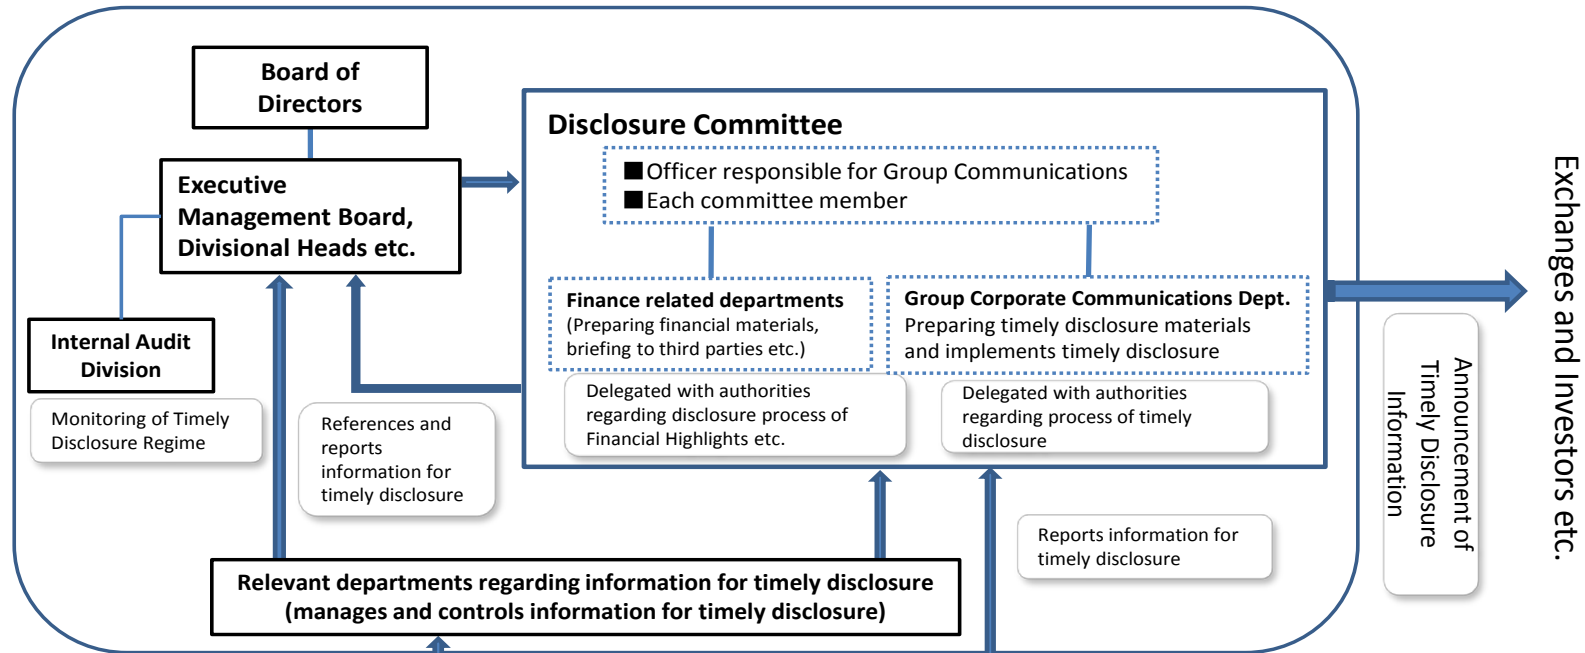 Board of
Directors
Executive
Management Board,
Divisional Heads etc.
Internal Audit
Division
Monitoring of Timely
Disclosure Regime
References and
reports
information for
timely disclosure
Disclosure Committee
■Officer responsible for Group Communications
■Each committee member
Finance related departments
(Preparing financial materials,
briefing to third parties etc.)
Delegated with authorities
regarding disclosure process of
Financial Highlights etc.
Group Corporate Communications Dept.
Preparing timely disclosure materials
and implements timely disclosure
Delegated with authorities
regarding process of timely
disclosure
Reports information for
timely disclosure
Relevant departments regarding information for timely disclosure
(manages and controls information for timely disclosure)
Announcement of
Timely Disclosure
Information
Exchanges and Investors etc.